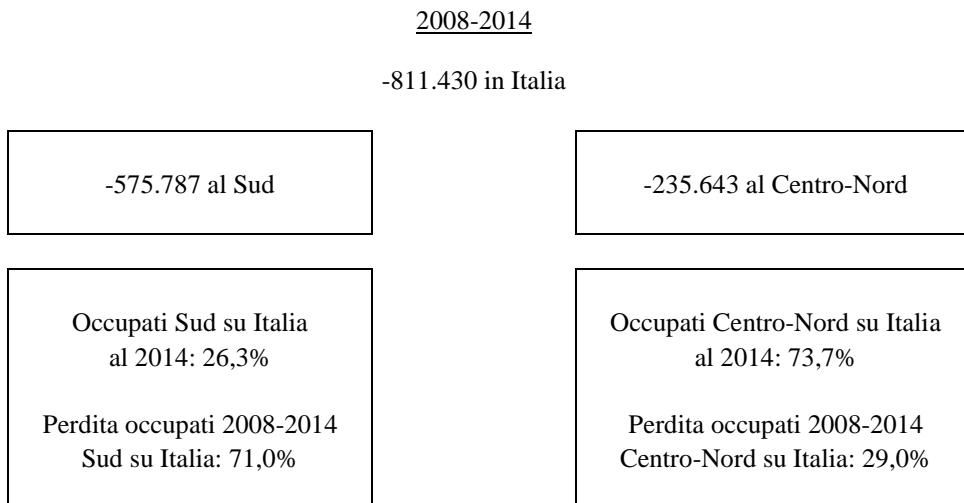 2008-2014
-811.430 in Italia
-575.787 al Sud
-235.643 al Centro-Nord
Occupati Sud su Italia
al 2014: 26,3%
Perdita occupati 2008-2014
Sud su Italia: 71,0%
Occupati Centro-Nord su Italia
al 2014: 73,7%
Perdita occupati 2008-2014
Centro-Nord su Italia: 29,0%